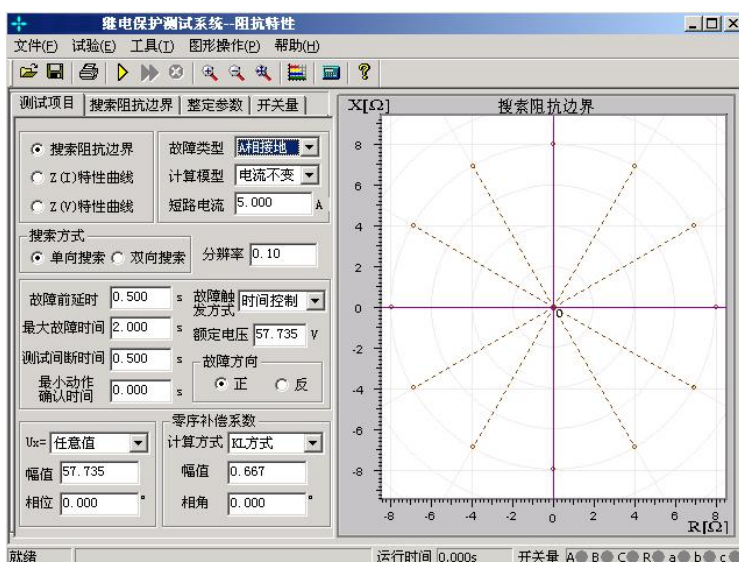 继电保护测试系统--阻抗特性
文件(F) 试验(E) 工具(T) 图形操作(P) 帮助(H)
测试项目 搜索阻抗边界 整定参数 开关量
搜索阻抗边界 故障类型 A相接地
Z(I)特性曲线 计算模型 电流不变
Z(V)特性曲线 短路电流 5.000 A
搜索方式
单向搜索 双向搜索 分辨率 0.10
故障前延时 0.500 s 故障触发方式 时间控制
最大故障时间 2.000 s 额定电压 57.735 V
测试间断时间 0.500 s 故障方向
最小动作确认时间 0.000 s 正 反
零序补偿系数
Ux= 任意值 计算方式 KL方式
幅值 57.735 幅值 0.667
相位 0.000 ° 相角 0.000 °
X[Ω] 搜索阻抗边界
8
6
4
2
0 0
-2
-4
-6
-8
-8 -6 -4 -2 0 2 4 6 8
R[Ω]
就绪 运行时间 0.000s 开关量 A B C R a b c